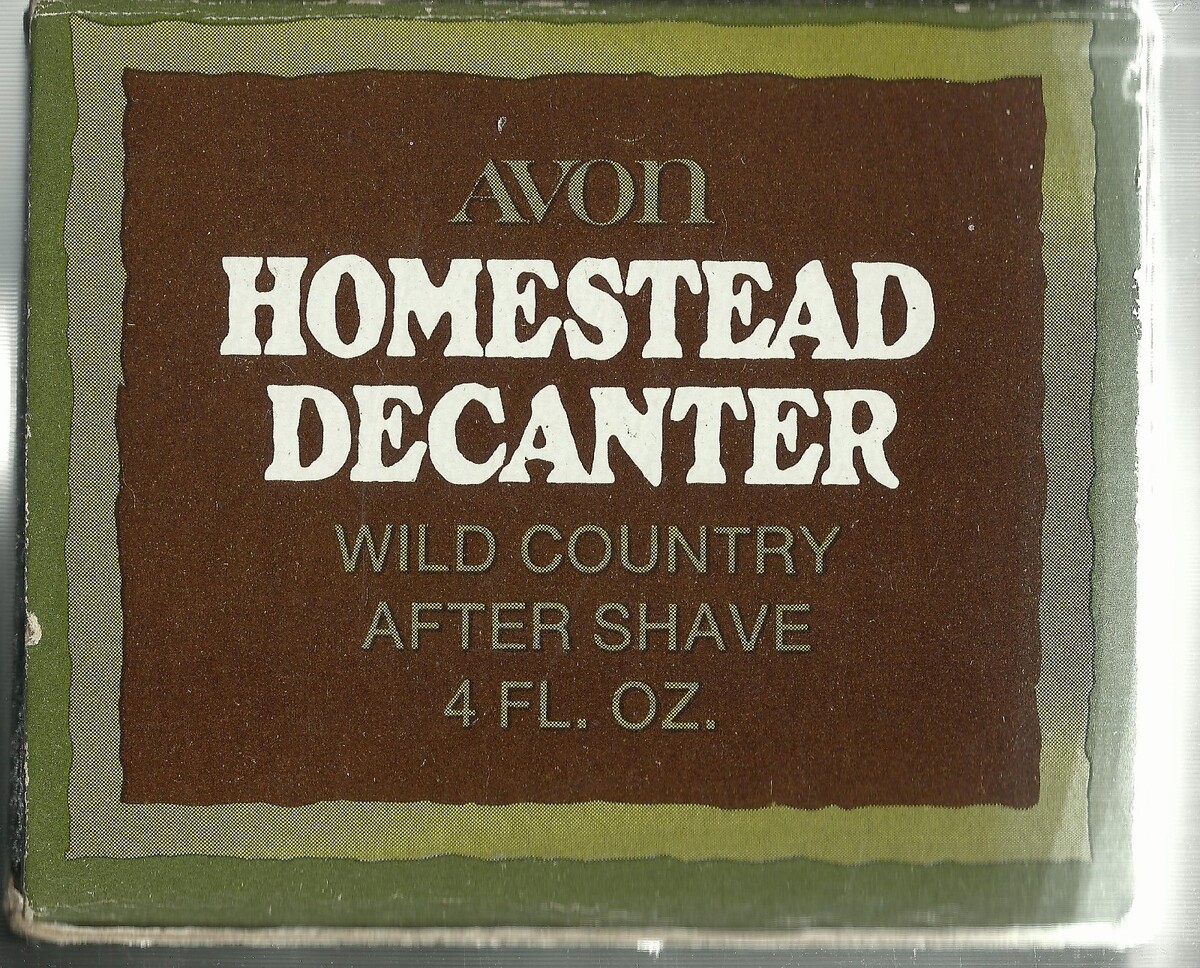 AVON
HOMESTEAD
DECANTER
WILD COUNTRY
AFTER SHAVE
4 FL. OZ.